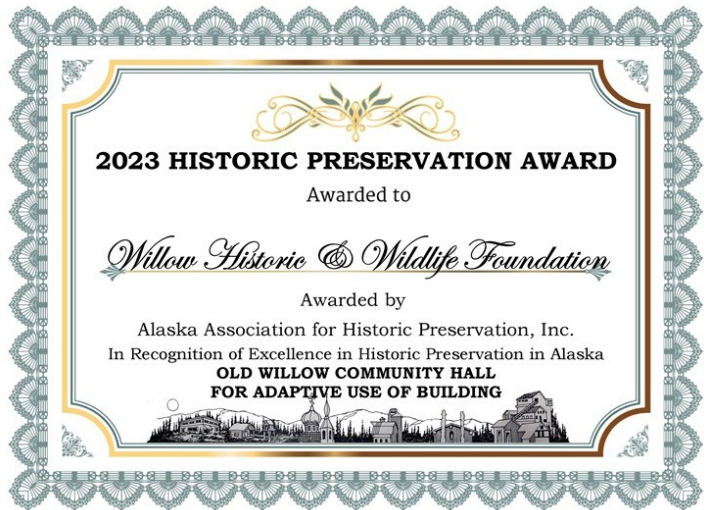 2023 HISTORIC PRESERVATION AWARD
Awarded to
Willow Historic & Wildlife Foundation
Awarded by
Alaska Association for Historic Preservation, Inc.
In Recognition of Excellence in Historic Preservation in Alaska
OLD WILLOW COMMUNITY HALL
FOR ADAPTIVE USE OF BUILDING